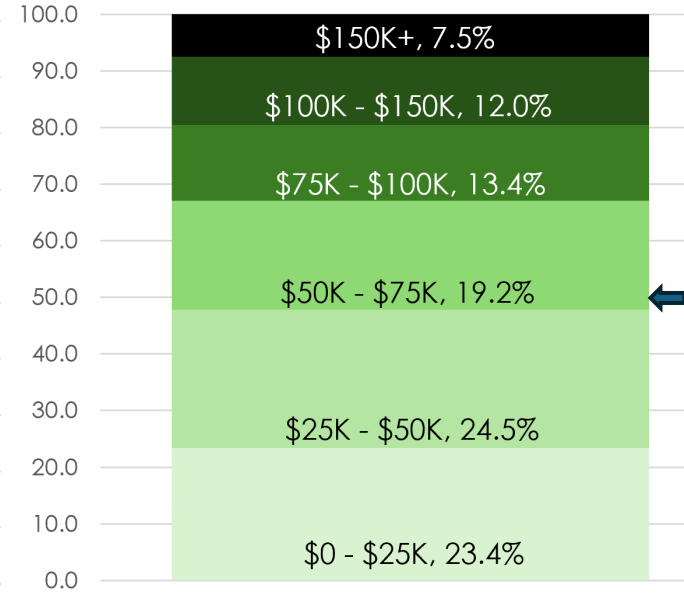 100.0
$150K+, 7.5%
90.0
$100K - $150K, 12.0%
80.0
$75K - $100K, 13.4%
70.0
60.0
$50K - $75K, 19.2%
50.0
40.0
30.0
$25K - $50K, 24.5%
20.0
10.0
$0 - $25K, 23.4%
0.0